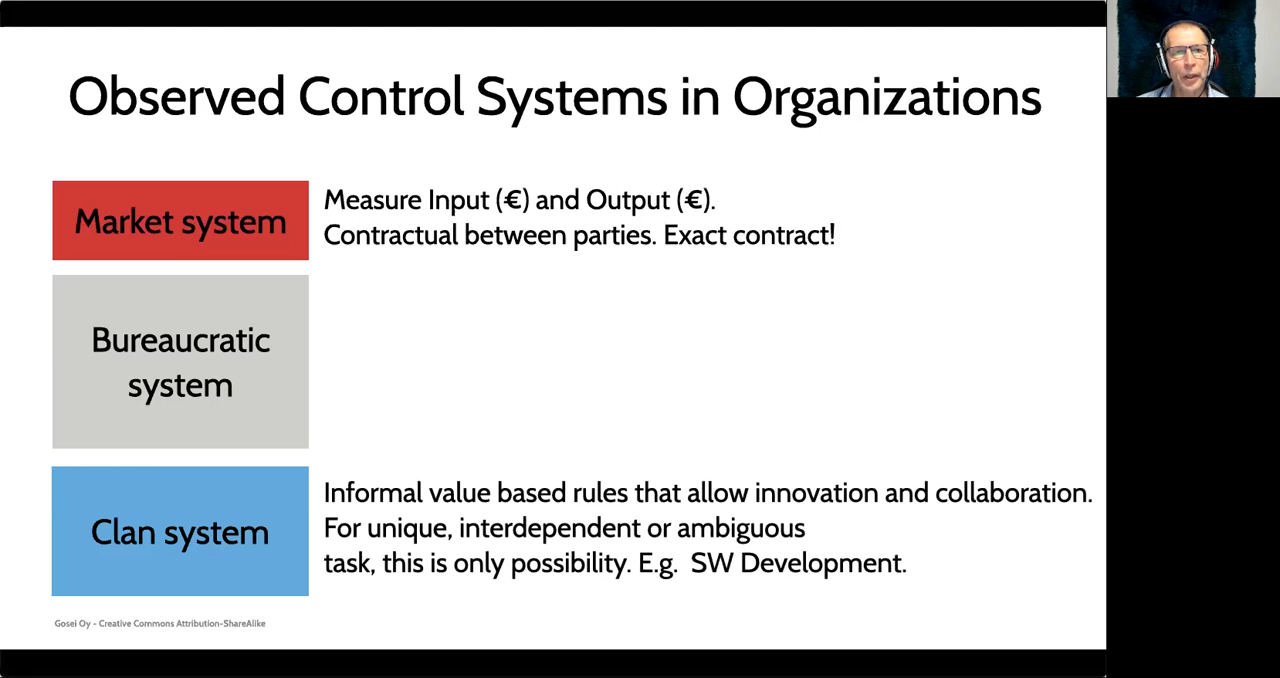 Observed Control Systems in Organizations
Market system
Measure Input (€) and Output (€).
Contractual between parties. Exact contract!
Bureaucratic
system
Clan system
Informal value based rules that allow innovation and collaboration.
For unique, interdependent or ambiguous
task, this is only possibility. E.g.  SW Development.
Gosei Oy - Creative Commons Attribution-ShareAlike